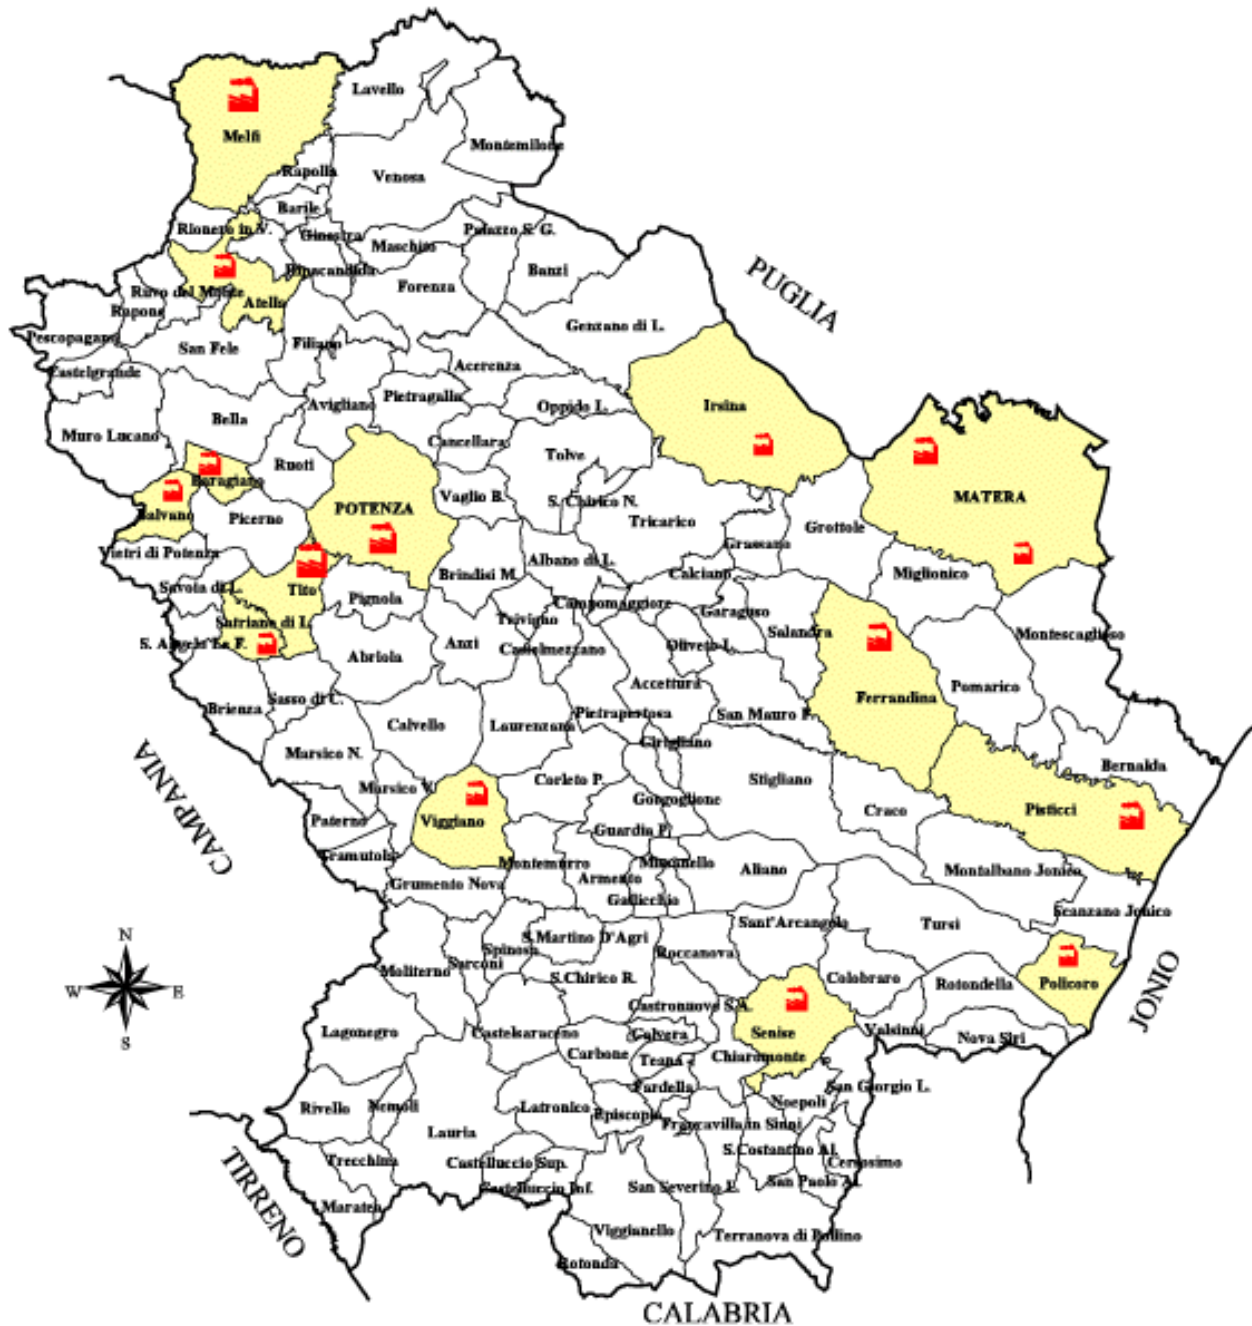 Lavello
Melfi
Montemilone
Rapolla
Venosa
Barile
Rionero in V.
Ginestra
Palazzo S. G.
Maschito
Ripacandida
Banzi
PUGLIA
Forenza
Ruvo del Monte
Atella
Rapone
Genzano di L.
Pescopagano
San Fele
Filiano
Castelgrande
Acerenza
Pietragalla
Avigliano
Oppido L.
Irsina
Bella
Muro Lucano
Cancellara
Tolve
Ruoti
Baragiano
Vaglio B.
S. Chirico N.
MATERA
Balvano
Picerno
POTENZA
Tricarico
Grottole
Grassano
Vietri di Potenza
Albano di L.
Brindisi M.
Calciano
Miglionico
Savoia di L.
Tito
Pignola
Campomaggiore
Garaguso
Satriano di L.
Trivigno
Salandra
Montescaglioso
S. Angelo Le F.
Anzi
Castelmezzano
Oliveto L.
Abriola
Accettura
Pomarico
Ferrandina
Sasso di C.
Brienza
Pietrapertosa
San Mauro F.
Calvello
Laurenzana
Cirigliano
Marsico N.
Bernalda
CAMPANIA
Corleto P.
Stigliano
Marsico V.
Gorgoglione
Craco
Pisticci
Paterno
Viggiano
Guardia P.
Tramutola
Montemurro
Missanello
Aliano
Montalbano Jonico
Armento
Grumento Nova
Gallicchio
Scanzano Jonico
Sant'Arcangelo
Tursi
N
S.Martino D'Agri
Spinosa
Roccanova
Sarconi
Moliterno
S.Chirico R.
Colobraro
Rotondella
Policoro
W
E
JONIO
Castronuovo S.A.
Lagonegro
Castelsaraceno
Calvera
Senise
Valsinni
Nova Siri
S
Carbone
Teana
Chiaromonte
Fardella
San Giorgio L.
Rivello
Nemoli
Latronico
Episcopia
Noepoli
Francavilla in Sinni
Lauria
S.Costantino Al.
Trecchina
Castelluccio Sup.
Cersosimo
TIRRENO
Castelluccio Inf.
San Severino L.
San Paolo Al.
Maratea
Viggianello
Terranova di Pollino
Rotonda
CALABRIA